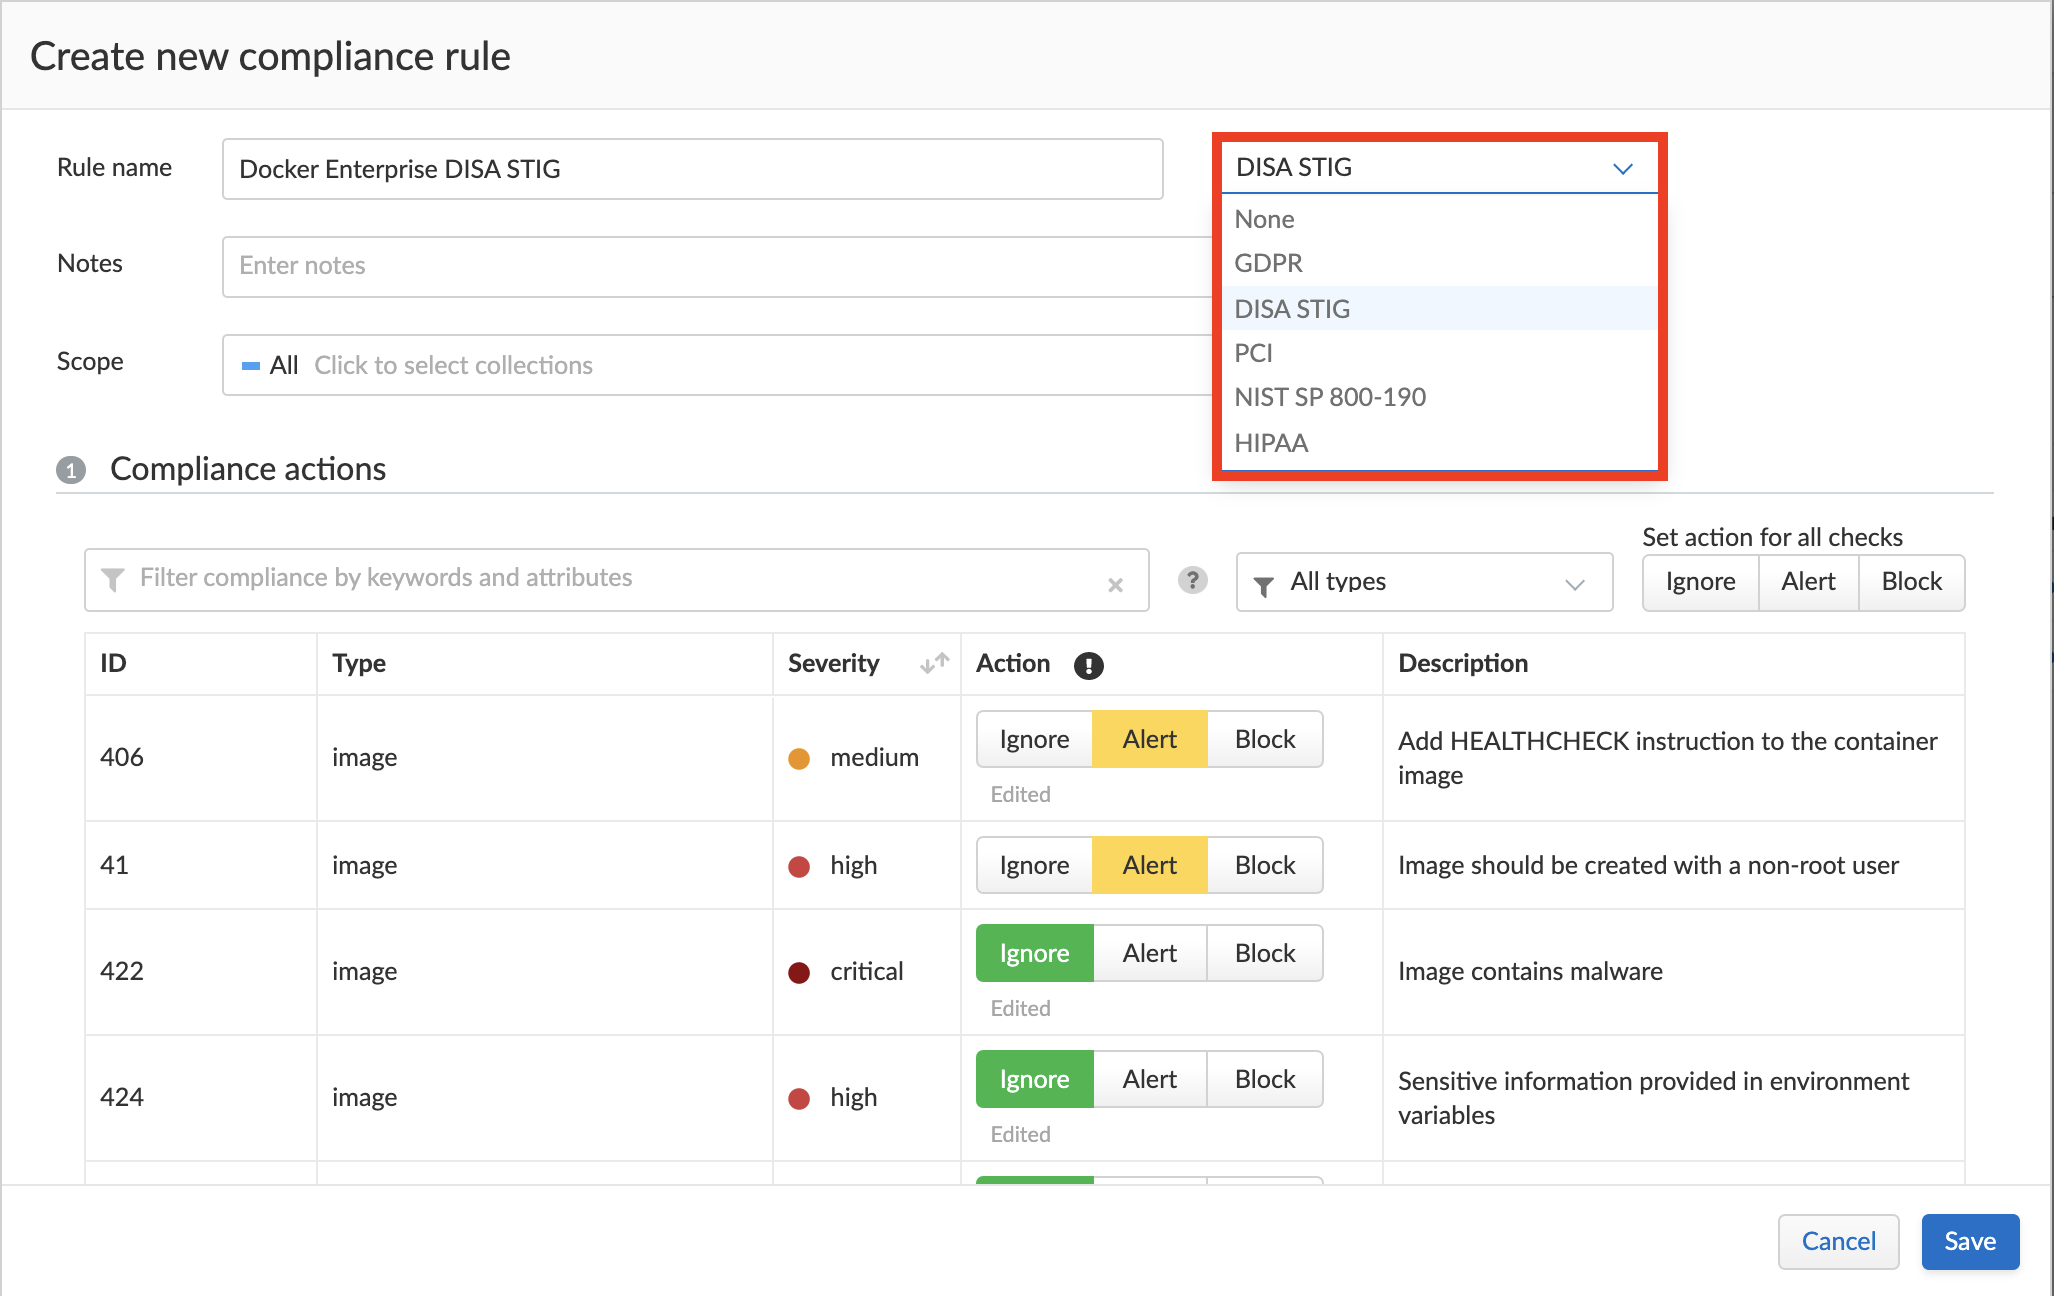 Create new compliance rule
Rule name
Docker Enterprise DISA STIG
DISA STIG
None
GDPR
DISA STIG
PCI
NIST SP 800-190
HIPAA
Notes
Enter notes
Scope
All Click to select collections
1 Compliance actions
Filter compliance by keywords and attributes
?
All types
Set action for all checks
Ignore Alert Block
ID Type Severity Action Description
406 image medium Ignore Alert Block Add HEALTHCHECK instruction to the container
image
Edited
41 image high Ignore Alert Block Image should be created with a non-root user
422 image critical Ignore Alert Block Image contains malware
Edited
424 image high Ignore Alert Block Sensitive information provided in environment
variables
Edited
Cancel Save